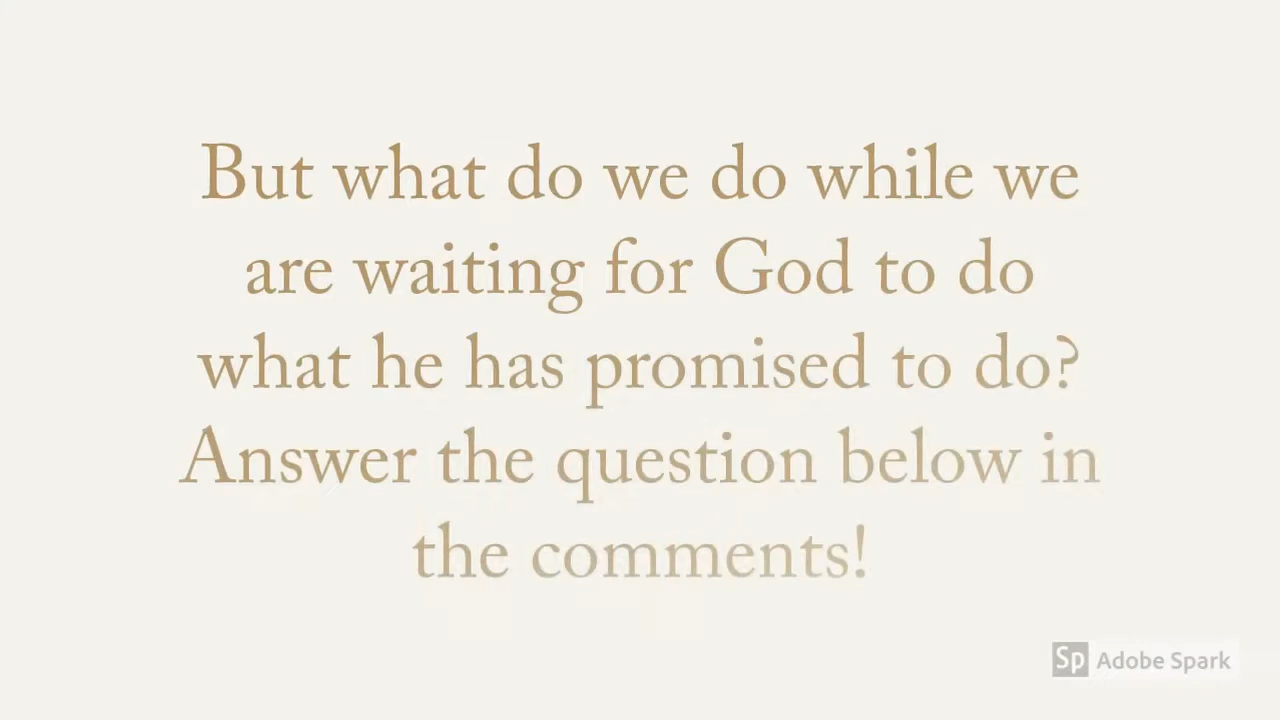 But what do we do while we
are waiting for God to do
what he has promised to do?
Answer the question below in
the comments!
Sp Adobe Spark